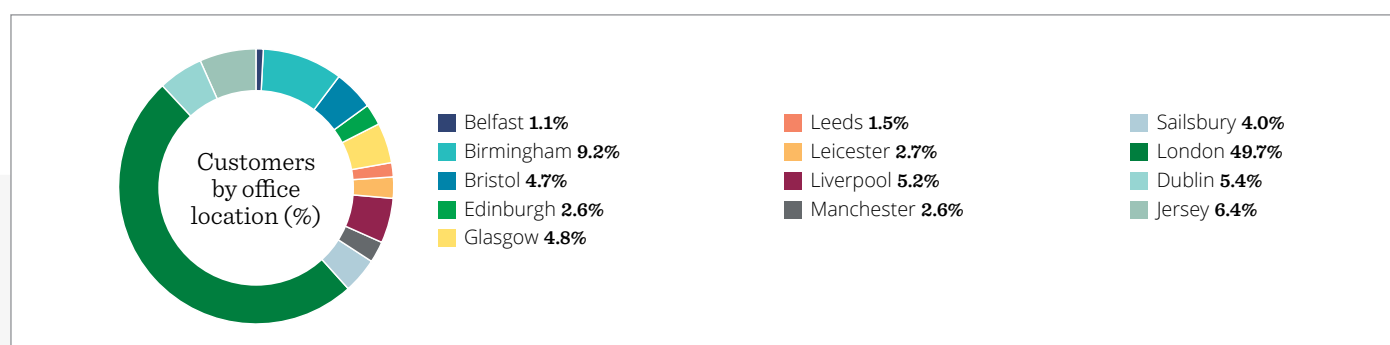 Customers
by office
location (%)
Belfast 1.1%
Birmingham 9.2%
Bristol 4.7%
Edinburgh 2.6%
Glasgow 4.8%
Leeds 1.5%
Leicester 2.7%
Liverpool 5.2%
Manchester 2.6%
Sailsbury 4.0%
London 49.7%
Dublin 5.4%
Jersey 6.4%